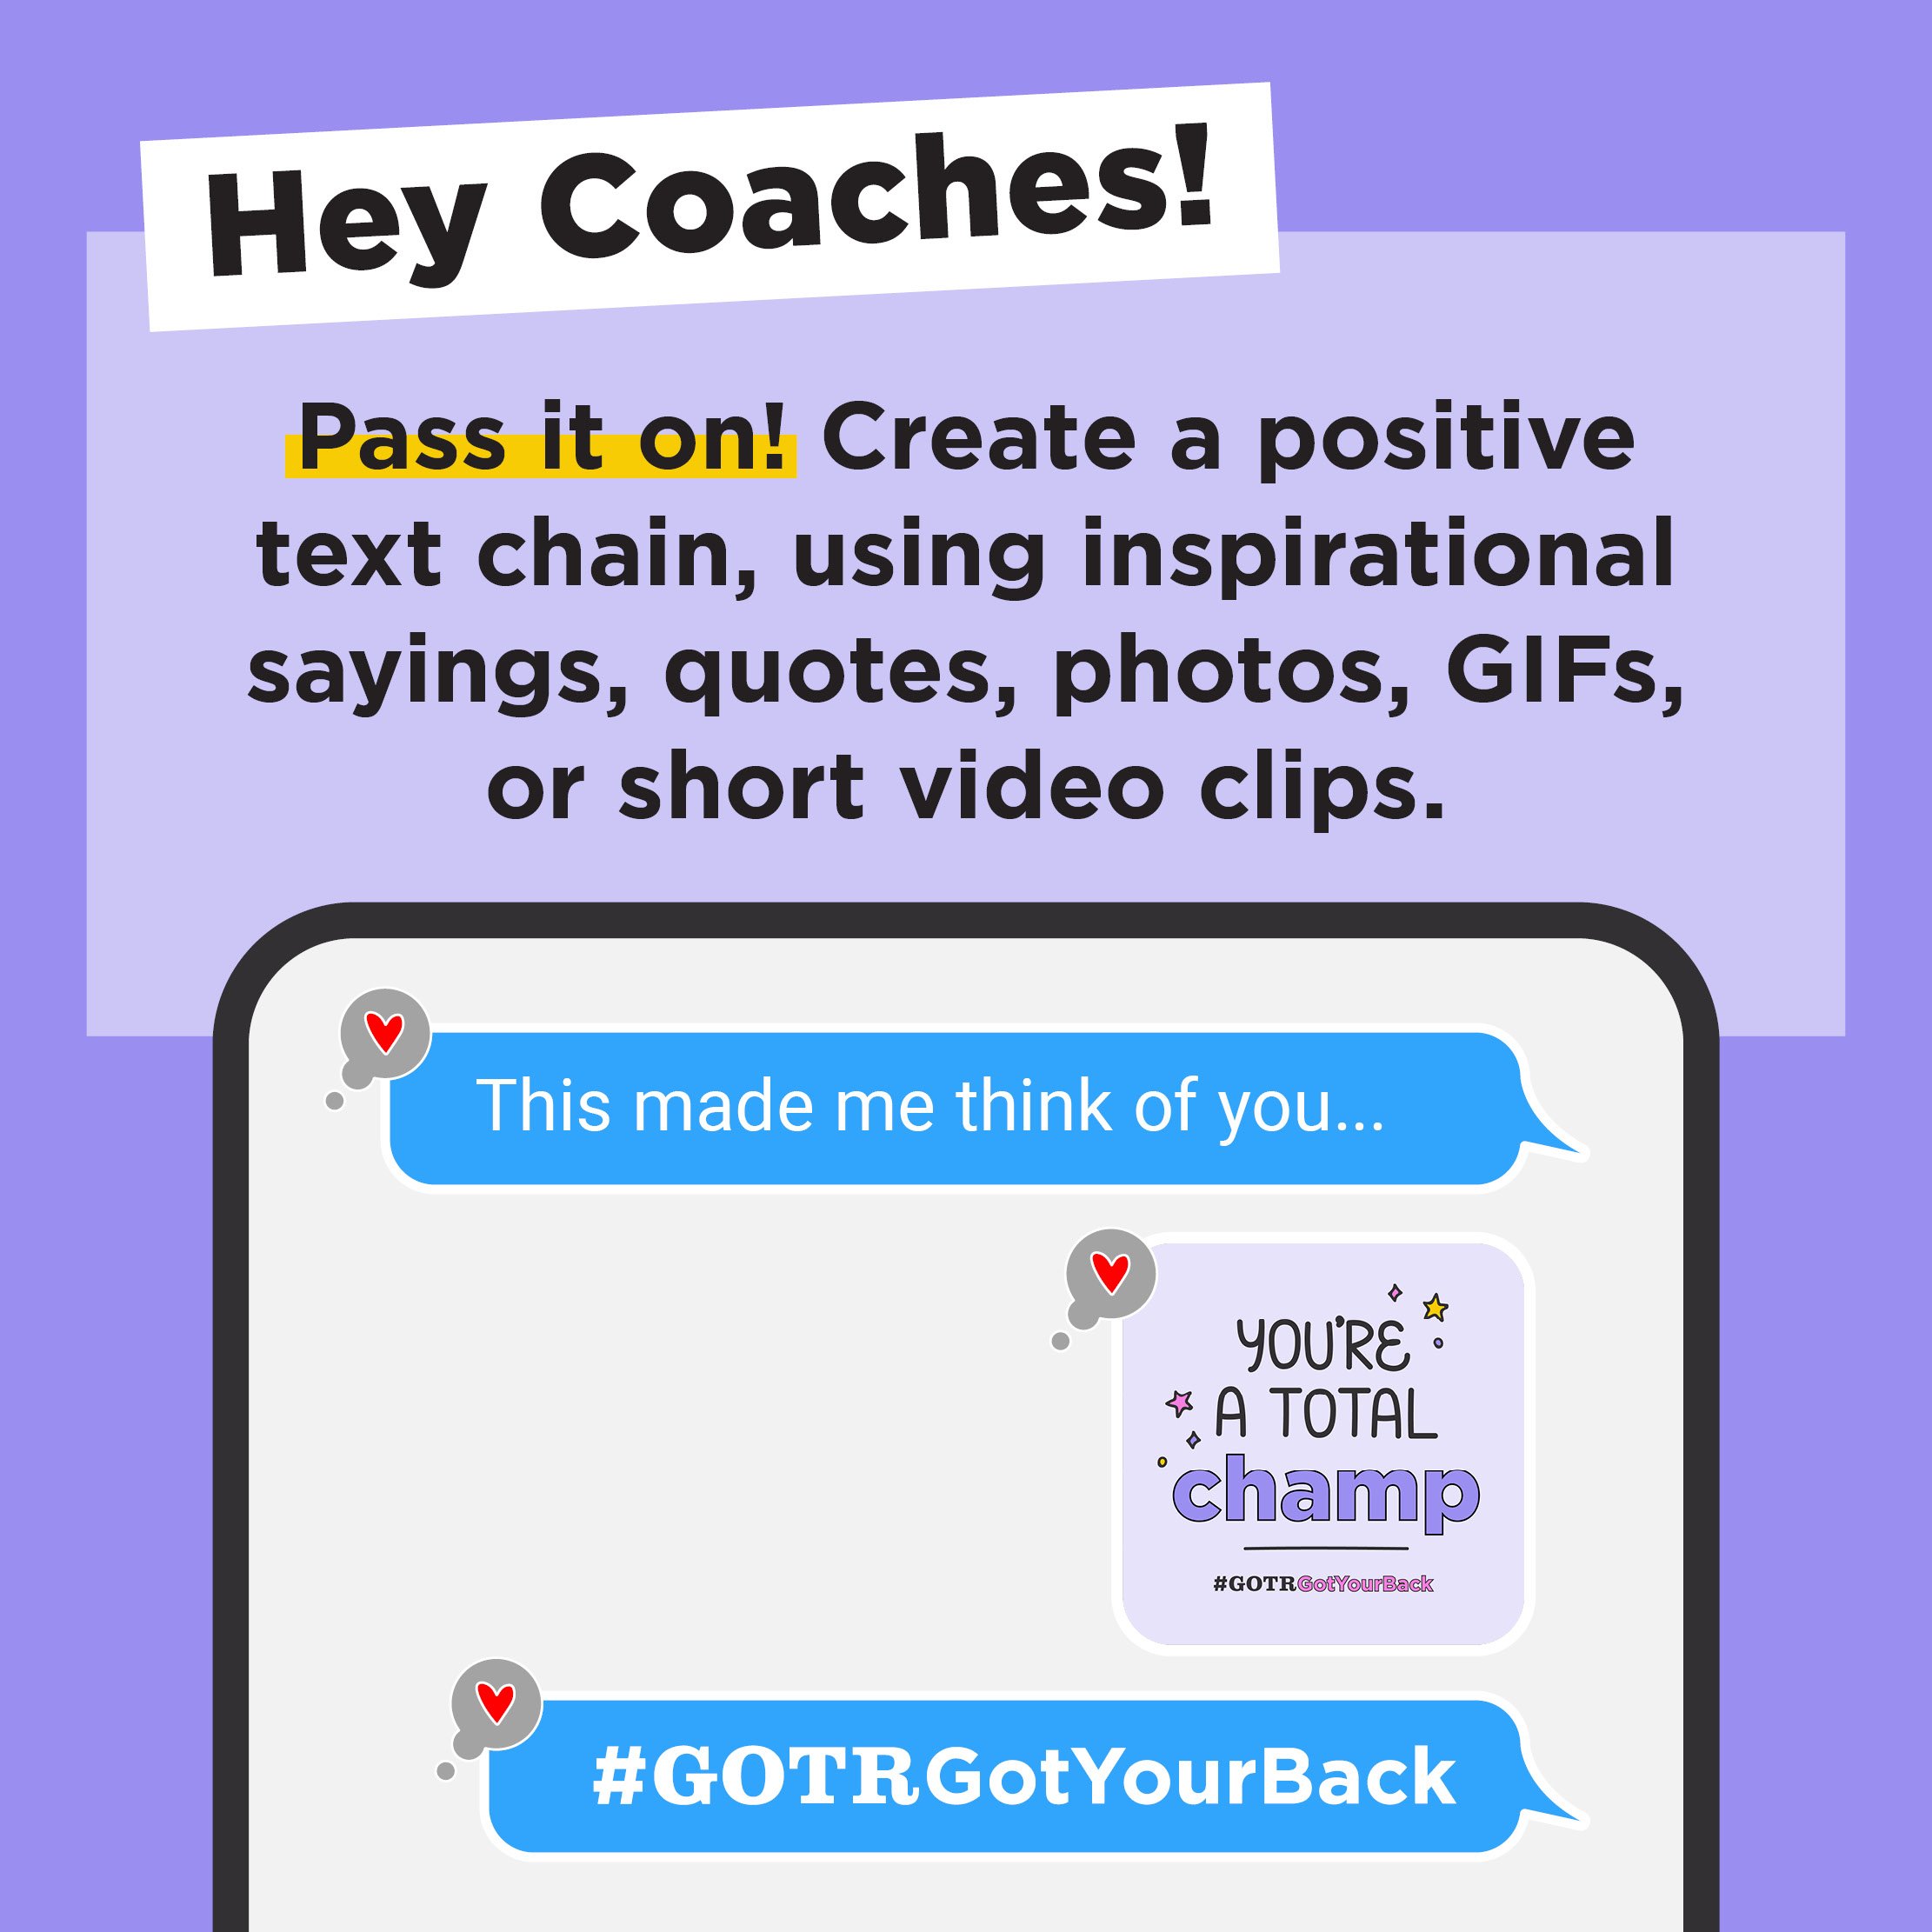 Hey Coaches!
Pass it on! Create a positive
text chain, using inspirational
sayings, quotes, photos, GIFs,
or short video clips.
This made me think of you...
YOU'RE
A TOTAL
champ
#GOTRGotYourBack
#GOTRGotYourBack